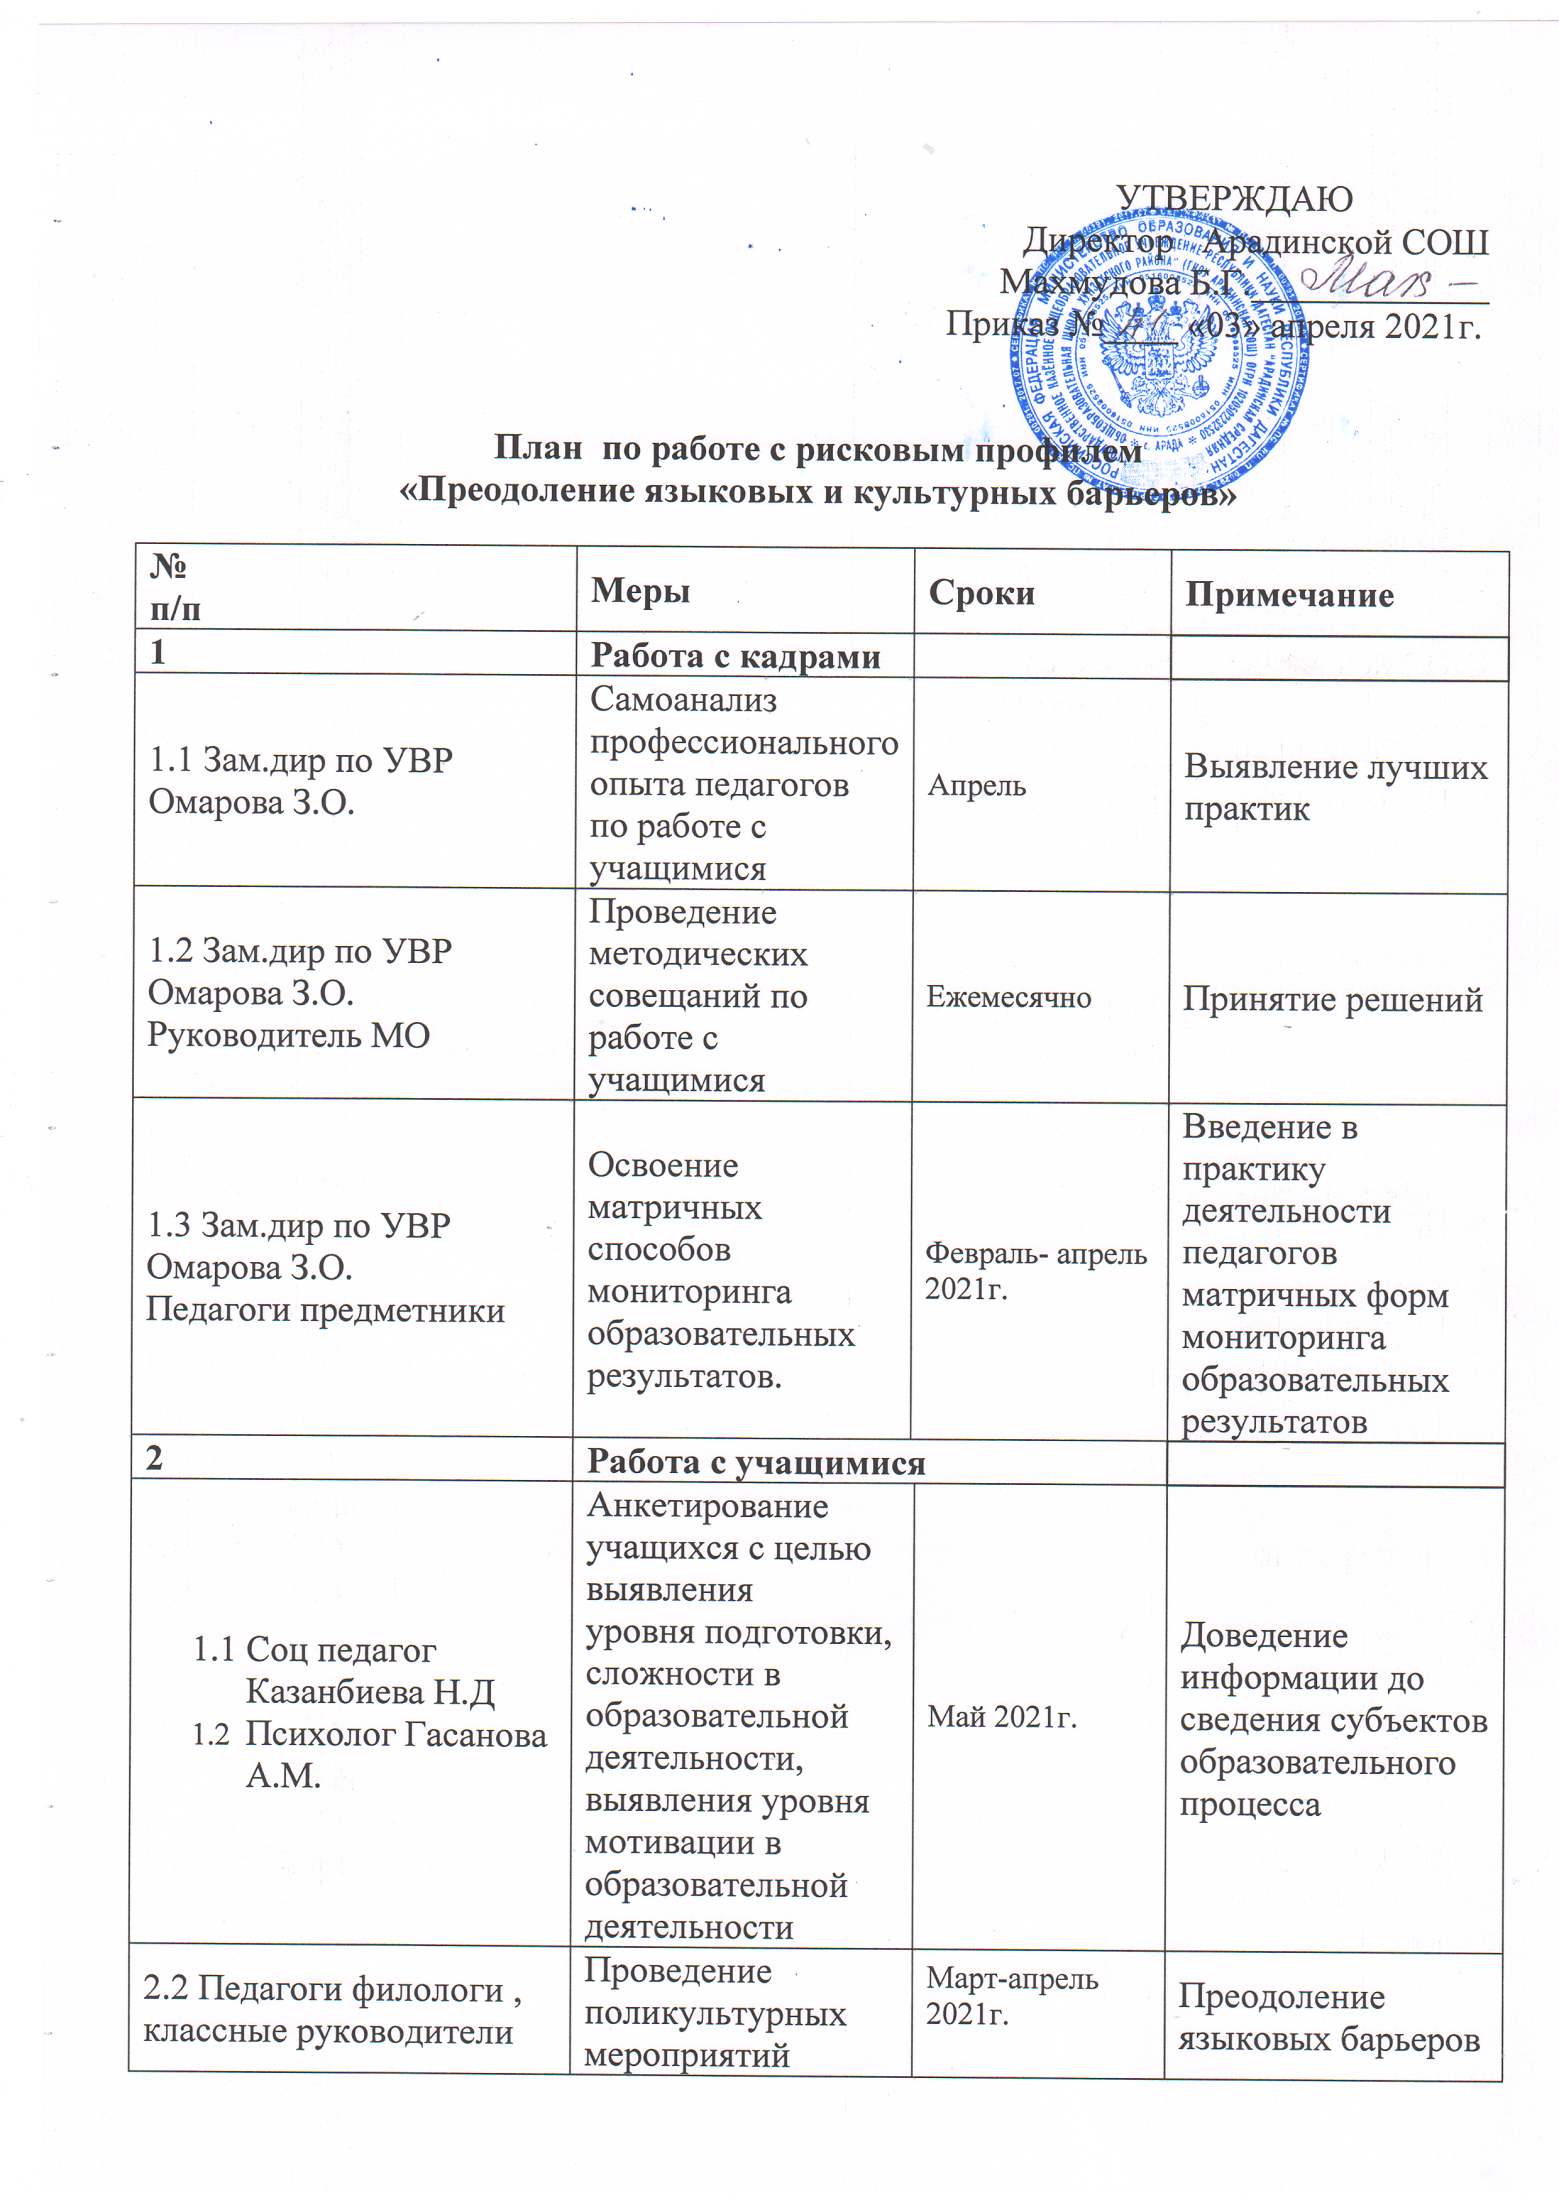 УТВЕРЖДАЮ
Директор Арадинской СОШ
Махмудова Б.Г.
Приказ № «03» апреля 2021г.
План по работе с рисковым профилем
«Преодоление языковых и культурных барьеров»
№
п/п
Меры
Сроки
Примечание
1
Работа с кадрами
1.1 Зам.дир по УВР
Омарова З.О.
Самоанализ
профессионального
опыта педагогов
по работе с
учащимися
Апрель
Выявление лучших
практик
1.2 Зам.дир по УВР
Омарова З.О.
Руководитель МО
Проведение
методических
совещаний по
работе с
учащимися
Ежемесячно
Принятие решений
1.3 Зам.дир по УВР
Омарова З.О.
Педагоги предметники
Освоение
матричных
способов
мониторинга
образовательных
результатов.
Февраль- апрель
2021г.
Введение в
практику
деятельности
педагогов
матричных форм
мониторинга
образовательных
результатов
2
Работа с учащимися
1.1 Соц педагог
Казанбиева Н.Д
1.2 Психолог Гасанова
А.М.
Анкетирование
учащихся с целью
выявления
уровня подготовки,
сложности в
образовательной
деятельности,
выявления уровня
мотивации в
образовательной
деятельности
Май 2021г.
Доведение
информации до
сведения субъектов
образовательного
процесса
2.2 Педагоги филологи ,
классные руководители
Проведение
поликультурных
мероприятий
Март-апрель
2021г.
Преодоление
языковых барьеров